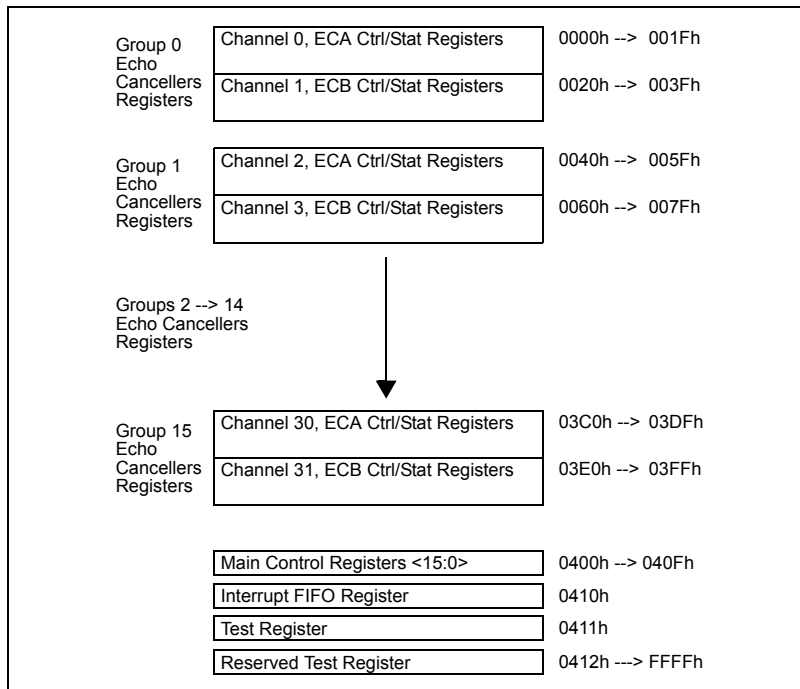 Group 0
Echo
Cancellers
Registers
Channel 0, ECA Ctrl/Stat Registers
0000h --> 001Fh
Channel 1, ECB Ctrl/Stat Registers
0020h --> 003Fh
Group 1
Echo
Cancellers
Registers
Channel 2, ECA Ctrl/Stat Registers
0040h --> 005Fh
Channel 3, ECB Ctrl/Stat Registers
0060h --> 007Fh
Groups 2 --> 14
Echo Cancellers
Registers
Group 15
Echo
Cancellers
Registers
Channel 30, ECA Ctrl/Stat Registers
03C0h --> 03DFh
Channel 31, ECB Ctrl/Stat Registers
03E0h --> 03FFh
Main Control Registers <15:0>
0400h --> 040Fh
Interrupt FIFO Register
0410h
Test Register
0411h
Reserved Test Register
0412h ---> FFFFh